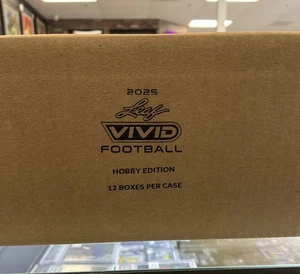 2025
Leaf
VIVID
FOOTBALL
HOBBY EDITION
12 BOXES PER CASE